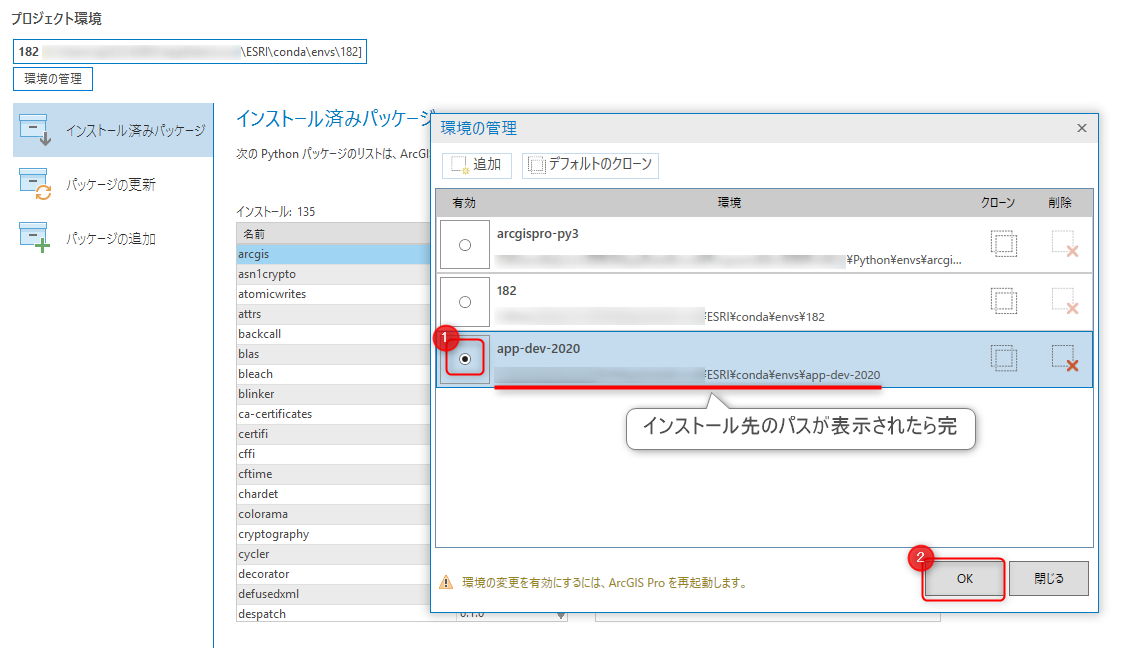 プロジェクト環境
182
\ESRI\conda\envs\182]
環境の管理
インストール済みパッケージ
パッケージの更新
パッケージの追加
インストール済みパッケージ
次の Python パッケージのリストは、ArcGI
インストール: 135
名前
arcgis
asn1crypto
atomicwrites
attrs
backcall
blas
bleach
blinker
ca-certificates
certifi
cffi
cftime
chardet
colorama
cryptography
cycler
decorator
defusedxml
despatch
0.1.0
環境の管理
追加
デフォルトのクローン
有効 環境 クローン 削除
arcgispro-py3
¥Python¥envs¥arcgi...
182
ESRI¥conda¥envs¥182
1
app-dev-2020
ESRI¥conda¥envs¥app-dev-2020
インストール先のパスが表示されたら完
環境の変更を有効にするには、ArcGIS Pro を再起動します。
2
OK
閉じる